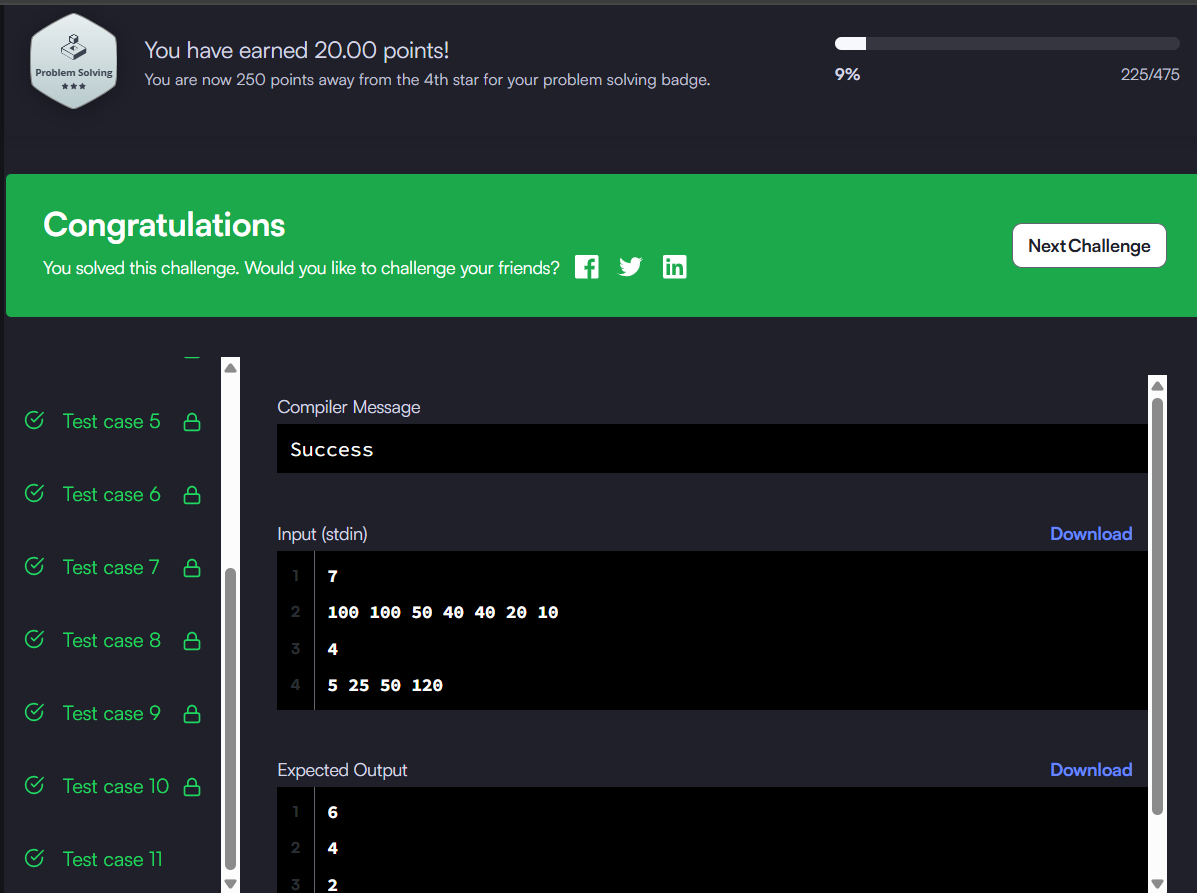 Problem Solving
You have earned 20.00 points!
You are now 250 points away from the 4th star for your problem solving badge.
9%
225/475
Congratulations
You solved this challenge. Would you like to challenge your friends?
Next Challenge
Test case 5
Test case 6
Test case 7
Test case 8
Test case 9
Test case 10
Test case 11
Compiler Message
Success
Input (stdin)
Download
1 7
2 100 100 50 40 40 20 10
3 4
4 5 25 50 120
Expected Output
Download
1 6
2 4
3 2